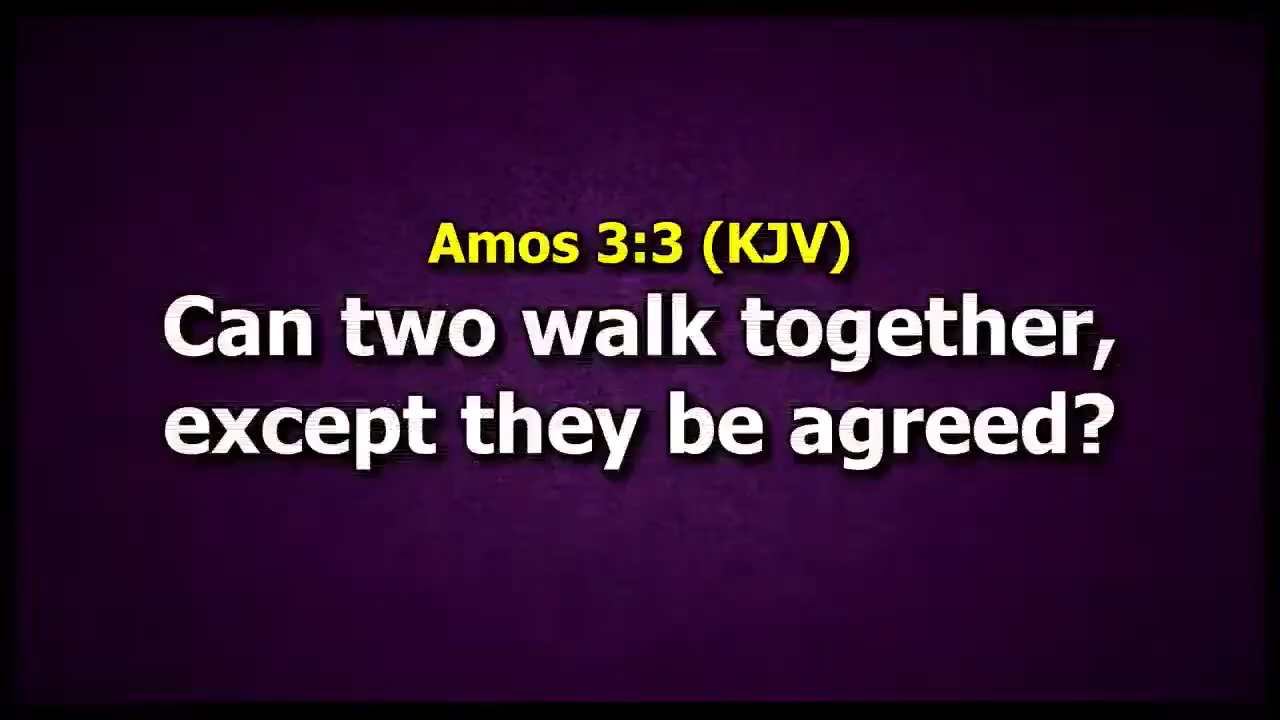 Amos 3:3 (KJV)
Can two walk together,
except they be agreed?